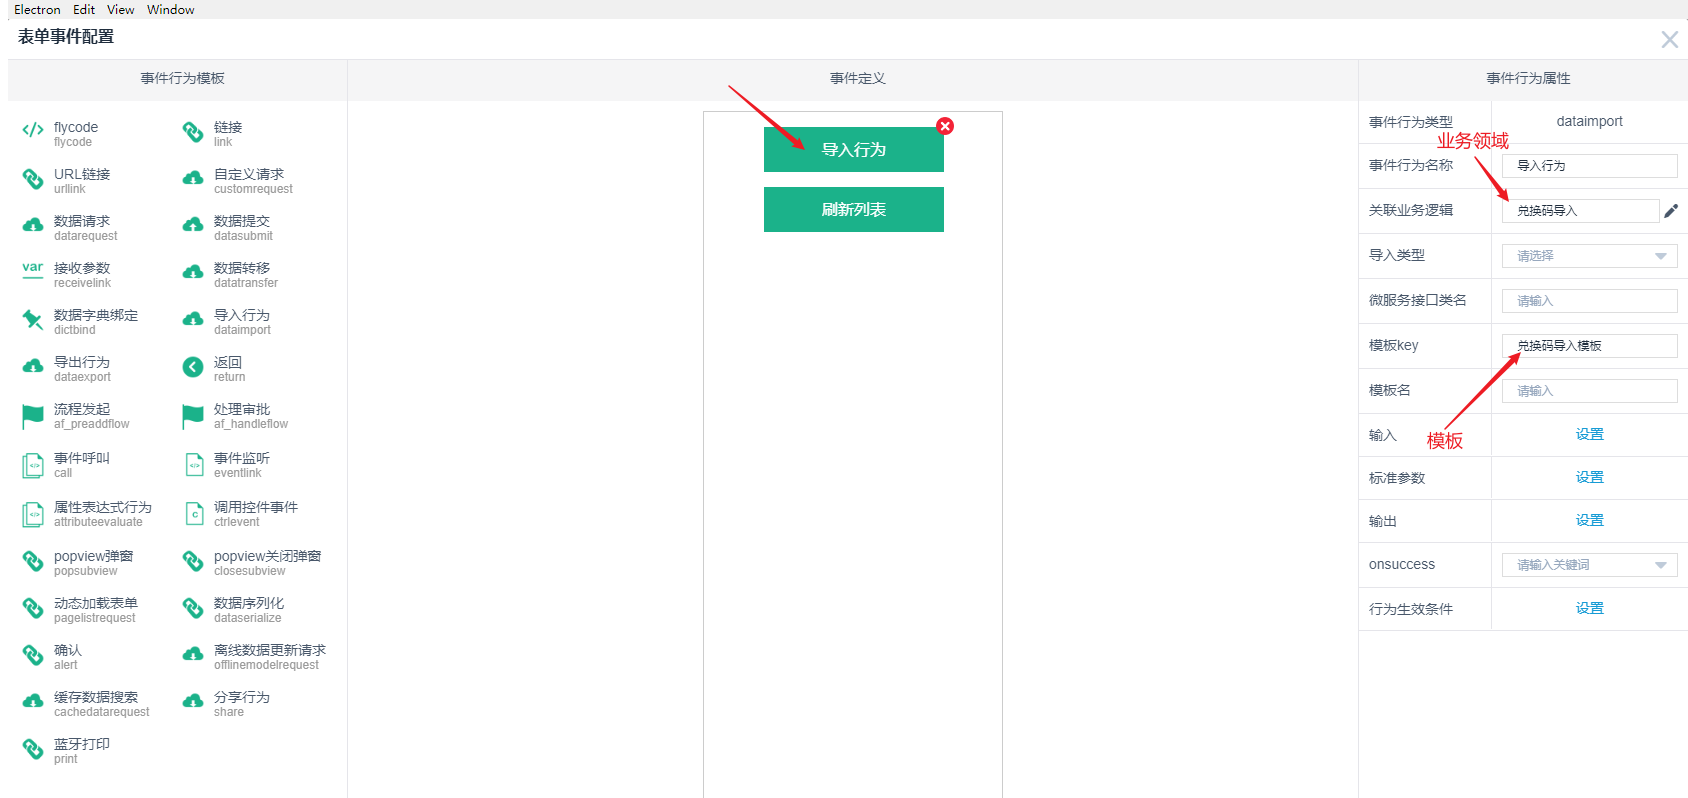 Electron Edit View Window
表单事件配置
事件行为模板
flycode
flycode
链接
link
URL链接
urllink
自定义请求
customrequest
数据请求
datarequest
数据提交
datasubmit
var
接收参数
receivelink
数据转移
datatransfer
数据字典绑定
dictbind
导入行为
dataimport
导出行为
dataexport
返回
return
流程发起
af_preaddflow
处理审批
af_handleflow
事件呼叫
call
事件监听
eventlink
属性表达式行为
attributeevaluate
C
调用控件事件
ctrlevent
popview弹窗
popsubview
popview关闭弹窗
closesubview
动态加载表单
pagelistrequest
数据序列化
dataserialize
确认
alert
离线数据更新请求
offlinemodelrequest
缓存数据搜索
cachedatarequest
分享行为
share
蓝牙打印
print
事件定义
导入行为
刷新列表
事件行为属性
事件行为类型 dataimport
业务领域
事件行为名称 导入行为
关联业务逻辑 兑换码导入
导入类型 请选择
微服务接口类名 请输入
模板key 兑换码导入模板
模板名 请输入
模板
输入 设置
标准参数 设置
输出 设置
onsuccess 请输入关键词
行为生效条件 设置